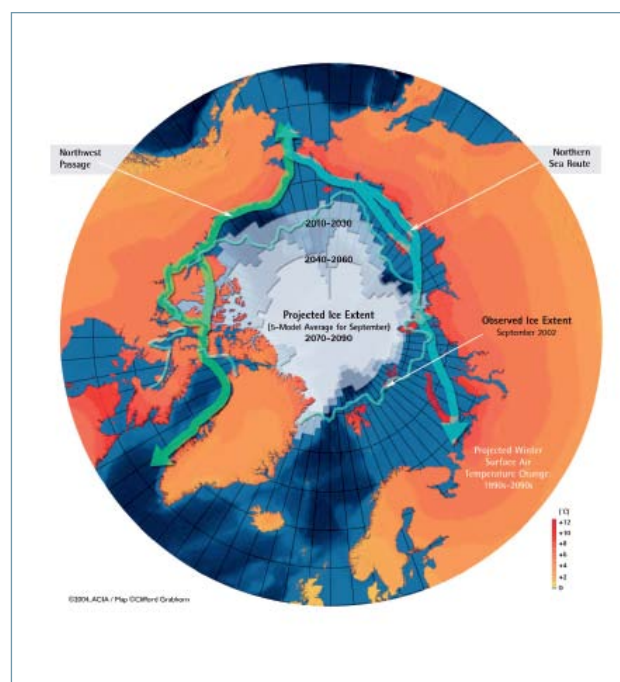 Northwest
Passage
Northern
Sea Route
2010–2030
2040–2060
Projected Ice Extent
(5-Model Average for September)
2070–2090
Observed Ice Extent
September 2002
Projected Winter
Surface Air
Temperature Change:
1990s–2090s
(°C)
+12
+10
+8
+6
+4
+2
0
©2004, ACIA / Map ©Clifford Grabhorn